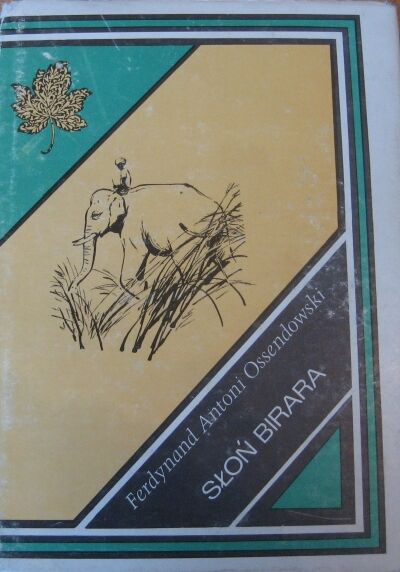 Ferdynand Antoni Ossendowski
SŁOŃ BIRARA